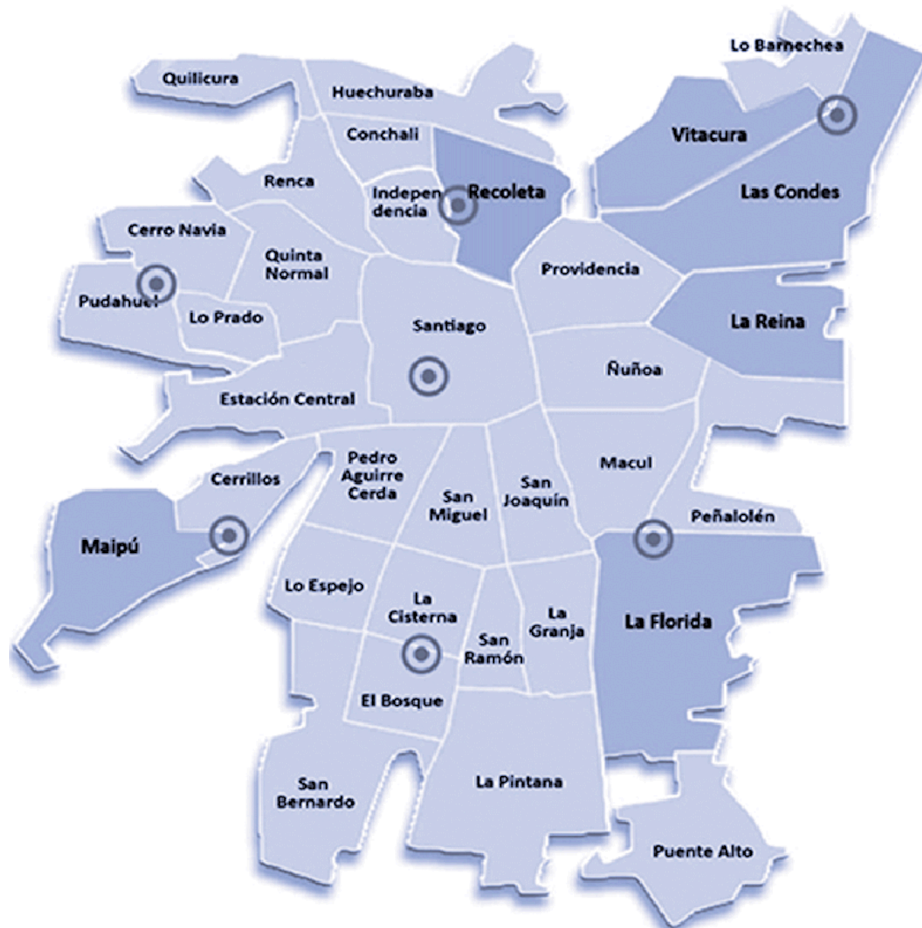 Lo Barnechea
Quilicura
Huechuraba
Conchali
Vitacura
Renca
Indepen
dencia
Recoleta
Las Condes
Cerro Navia
Quinta
Normal
Providencia
Pudahuel
Lo Prado
Santiago
La Reina
Ñuñoa
Estación Central
Pedro
Aguirre
Cerda
Cerrillos
San
Miguel
San
Joaquín
Macul
Peñalolén
Maipú
Lo Espejo
La
Cisterna
San
Ramón
La
Granja
La Florida
El Bosque
San
Bernardo
La Pintana
Puente Alto